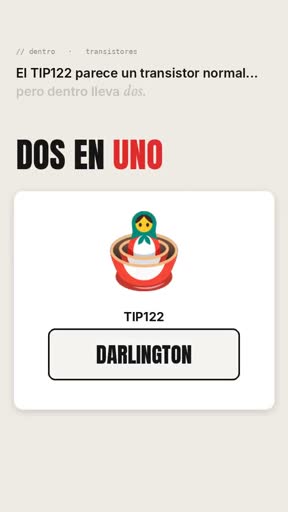 // dentro · transistores
El TIP122 parece un transistor normal...
pero dentro lleva dos.
DOS EN UNO
TIP122
DARLINGTON